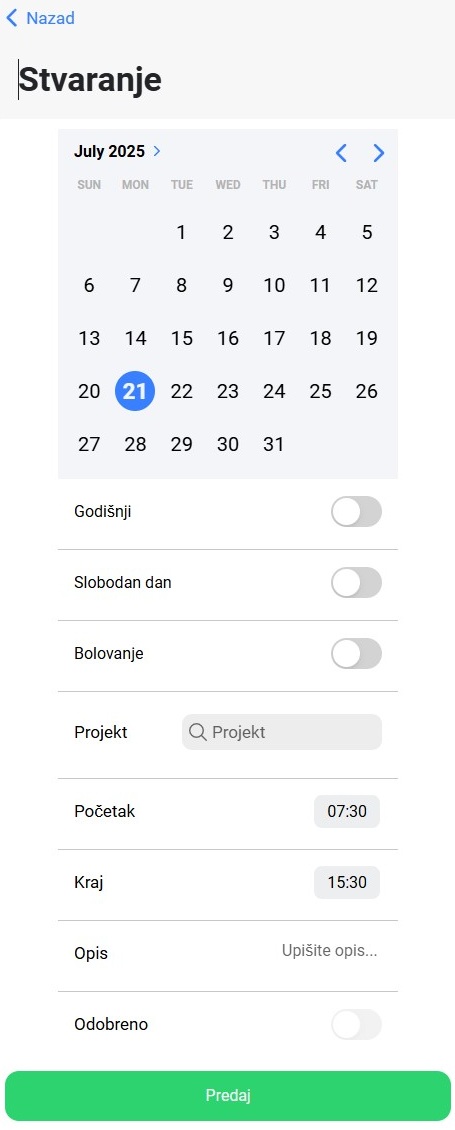 Nazad
Stvaranje
July 2025
SUN MON TUE WED THU FRI SAT
1 2 3 4 5
6 7 8 9 10 11 12
13 14 15 16 17 18 19
20 21 22 23 24 25 26
27 28 29 30 31
Godišnji
Slobodan dan
Bolovanje
Projekt Projekt
Početak 07:30
Kraj 15:30
Opis Upišite opis...
Odobreno
Predaj